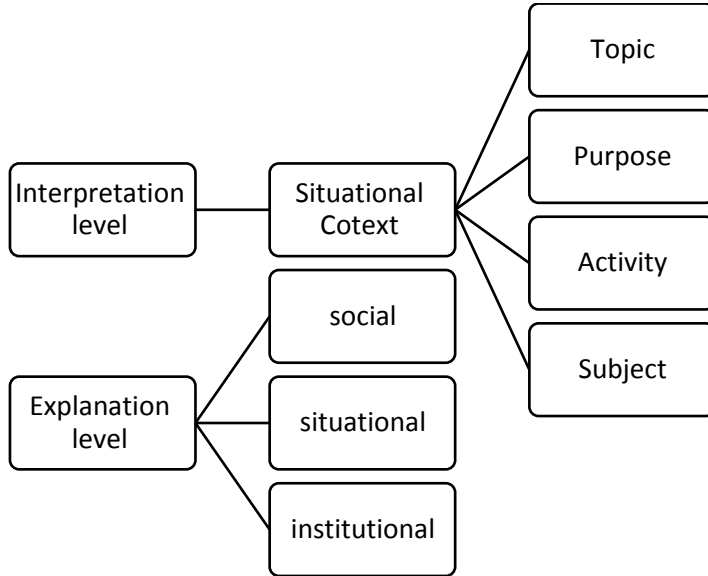 Interpretation
level
Situational
Cotext
Topic
Purpose
Activity
Subject
Explanation
level
social
situational
institutional